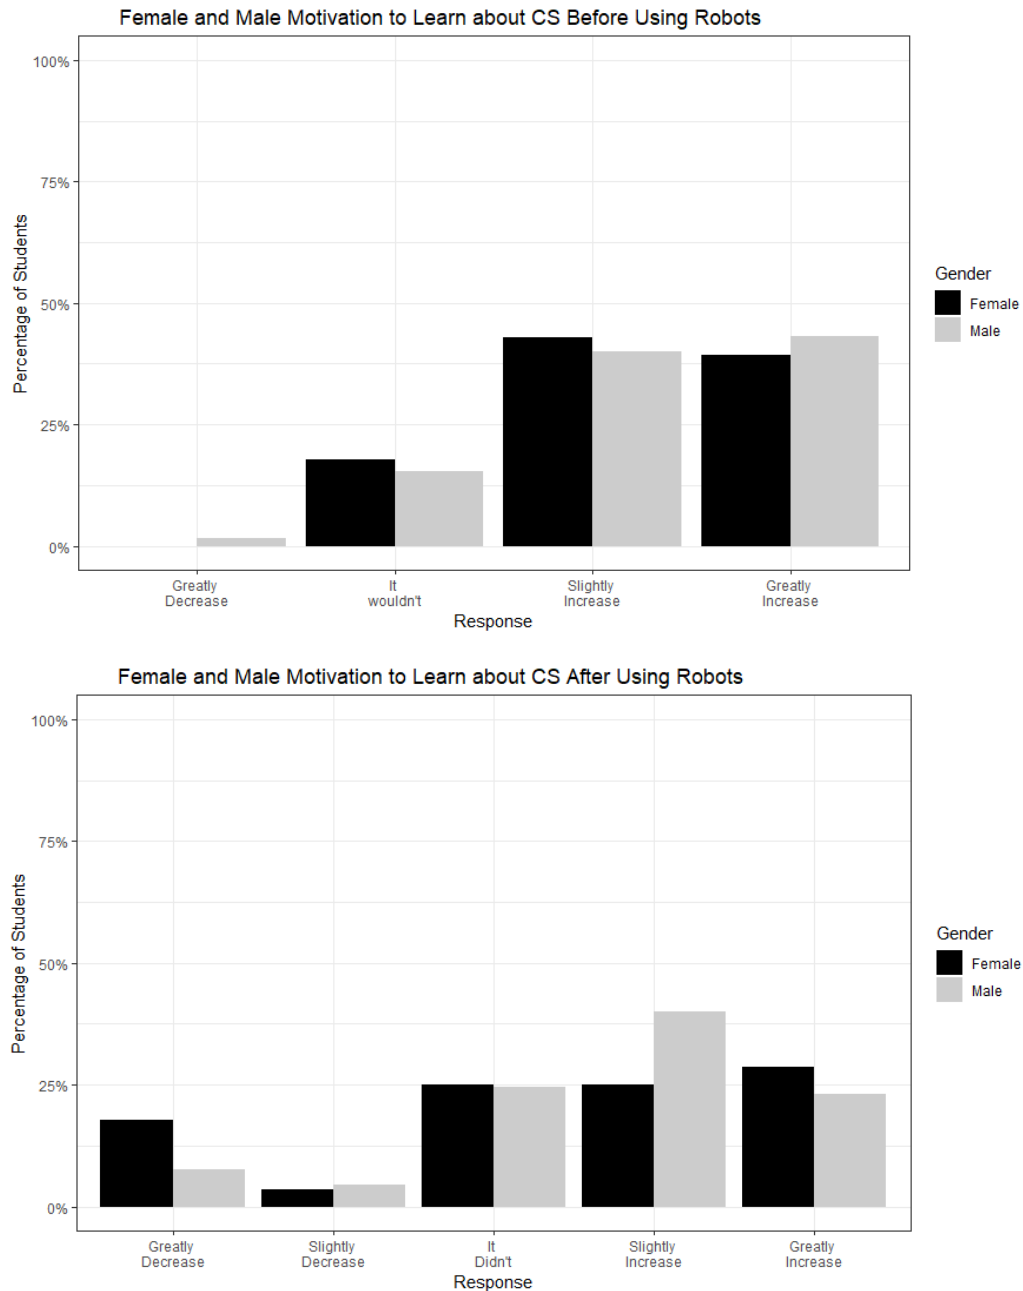 Female and Male Motivation to Learn about CS Before Using Robots
100%
75%
50%
25%
0%
Percentage of Students
Greatly
Decrease
It
wouldn't
Slightly
Increase
Greatly
Increase
Response
Gender
Female
Male
Female and Male Motivation to Learn about CS After Using Robots
100%
75%
50%
25%
0%
Percentage of Students
Greatly
Decrease
Slightly
Decrease
It
Didn't
Slightly
Increase
Greatly
Increase
Response
Gender
Female
Male